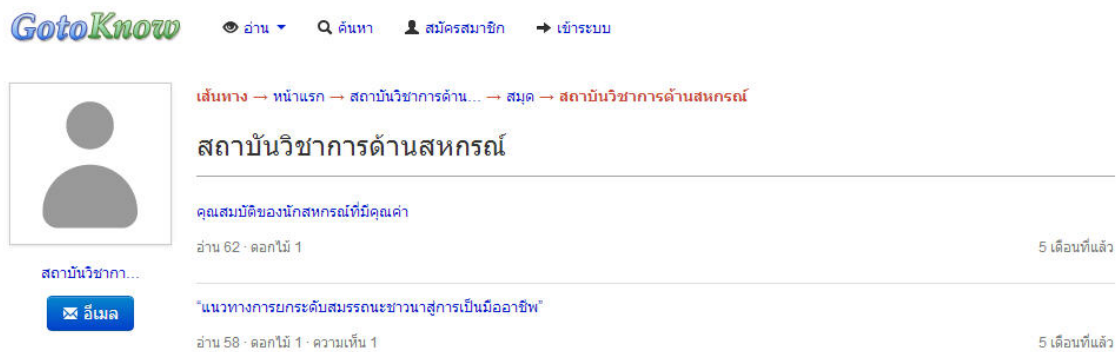 GotoKnow อ่าน ค้นหา สมัครสมาชิก เข้าระบบ
เส้นทาง → หน้าแรก → สถาบันวิชาการด้าน... → สมุด → สถาบันวิชาการด้านสหกรณ์
สถาบันวิชาการด้านสหกรณ์
คุณสมบัติของนักสหกรณ์ที่มีคุณค่า
อ่าน 62 · ดอกไม้ 1 5 เดือนที่แล้ว
สถาบันวิชากา...
อีเมล
“แนวทางการยกระดับสมรรถนะชาวนาสู่การเป็นมืออาชีพ”
อ่าน 58 · ดอกไม้ 1 · ความเห็น 1 5 เดือนที่แล้ว